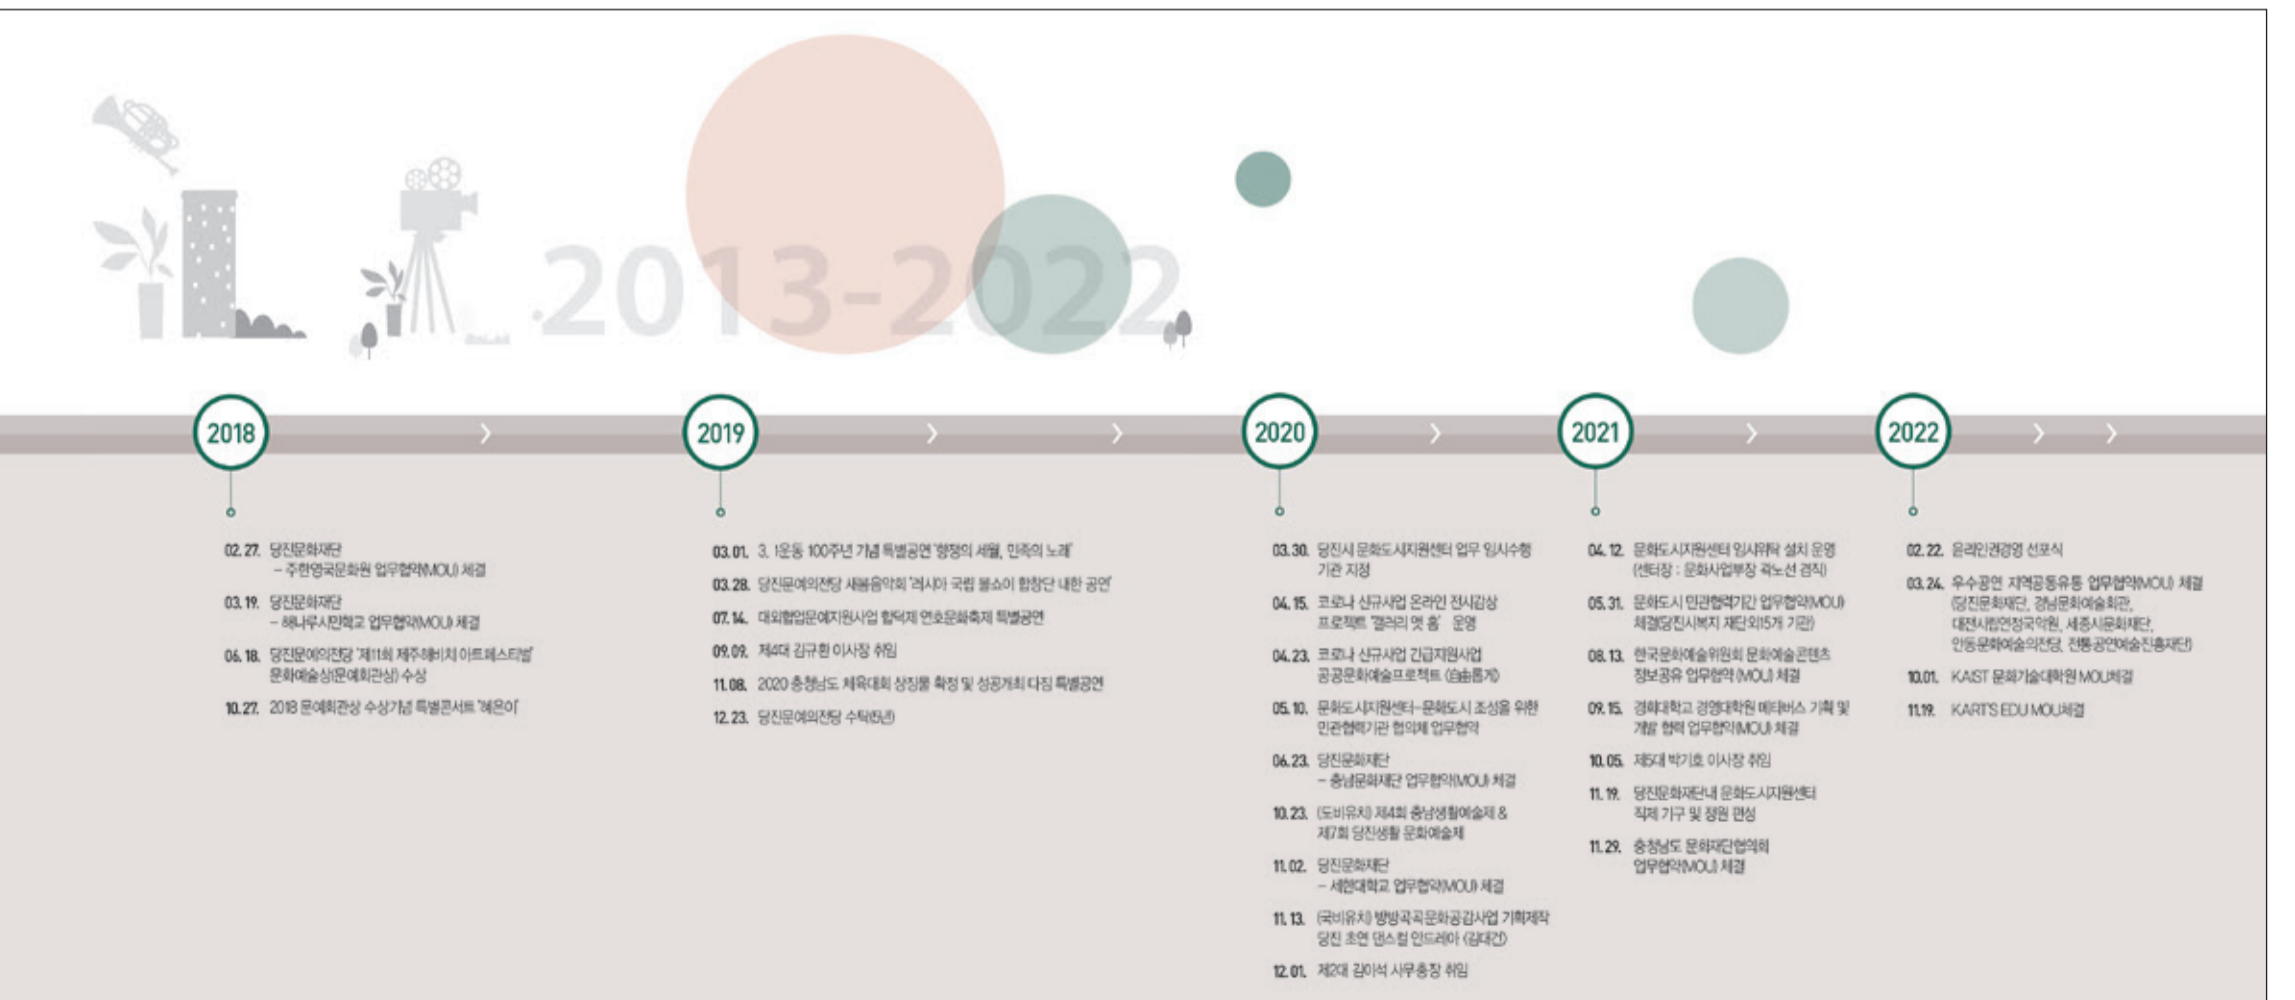 2013-2022
2018
02. 27. 당진문화재단
– 주한영국문화원 업무협약(MOU) 체결
03. 19. 당진문화재단
– 해나루시민학교 업무협약(MOU) 체결
06. 18. 당진문예의전당 '제11회 제주해비치 아트페스티벌'
문화예술상(문예회관상) 수상
10. 27. 2018 문예회관상 수상기념 특별콘서트 '혜은이'
2019
03. 01. 3. 1운동 100주년 기념 특별공연 '항쟁의 세월, 민족의 노래'
03. 28. 당진문예의전당 새봄음악회 '러시아 국립 볼쇼이 합창단 내한 공연'
07. 14. 대외협업문예지원사업 합덕제 연호문화축제 특별공연
09. 09. 제4대 김규환 이사장 취임
11. 08. 2020 충청남도 체육대회 상징물 확정 및 성공개최 다짐 특별공연
12. 23. 당진문예의전당 수탁(5년)
2020
03. 30. 당진시 문화도시지원센터 업무 임시수행
기관 지정
04. 15. 코로나 신규사업 온라인 전시감상
프로젝트 '갤러리 엣 홈' 운영
04. 23. 코로나 신규사업 긴급지원사업
공공문화예술프로젝트 〈自由롭게〉
05. 10. 문화도시지원센터–문화도시 조성을 위한
민관협력기관 협의체 업무협약
06. 23. 당진문화재단
– 충남문화재단 업무협약(MOU) 체결
10. 23. (도비유치) 제4회 충남생활예술제 &
제7회 당진생활 문화예술제
11. 02. 당진문화재단
– 세한대학교 업무협약(MOU) 체결
11. 13. (국비유치) 방방곡곡문화공감사업 기획제작
당진 초연 댄스컬 안드레아 〈김대건〉
12. 01. 제2대 김이석 사무총장 취임
2021
04. 12. 문화도시지원센터 임시위탁 설치 운영
(센터장 : 문화사업부장 곽노선 겸직)
05. 31. 문화도시 민관협력기간 업무협약(MOU)
체결(당진시복지 재단외15개 기관)
08. 13. 한국문화예술위원회 문화예술콘텐츠
정보공유 업무협약 (MOU) 체결
09. 15. 경희대학교 경영대학원 메타버스 기획 및
개발 협력 업무협약(MOU) 체결
10. 05. 제5대 박기호 이사장 취임
11. 19. 당진문화재단내 문화도시지원센터
직제 기구 및 정원 편성
11. 29. 충청남도 문화재단협의회
업무협약(MOU) 체결
2022
02. 22. 윤리인권경영 선포식
03. 24. 우수공연 지역공동유통 업무협약(MOU) 체결
(당진문화재단, 경남문화예술회관,
대전시립연정국악원, 세종시문화재단,
안동문화예술의전당, 전통공연예술진흥재단)
10. 01. KAIST 문화기술대학원 MOU체결
11.19. KART'S EDU MOU체결